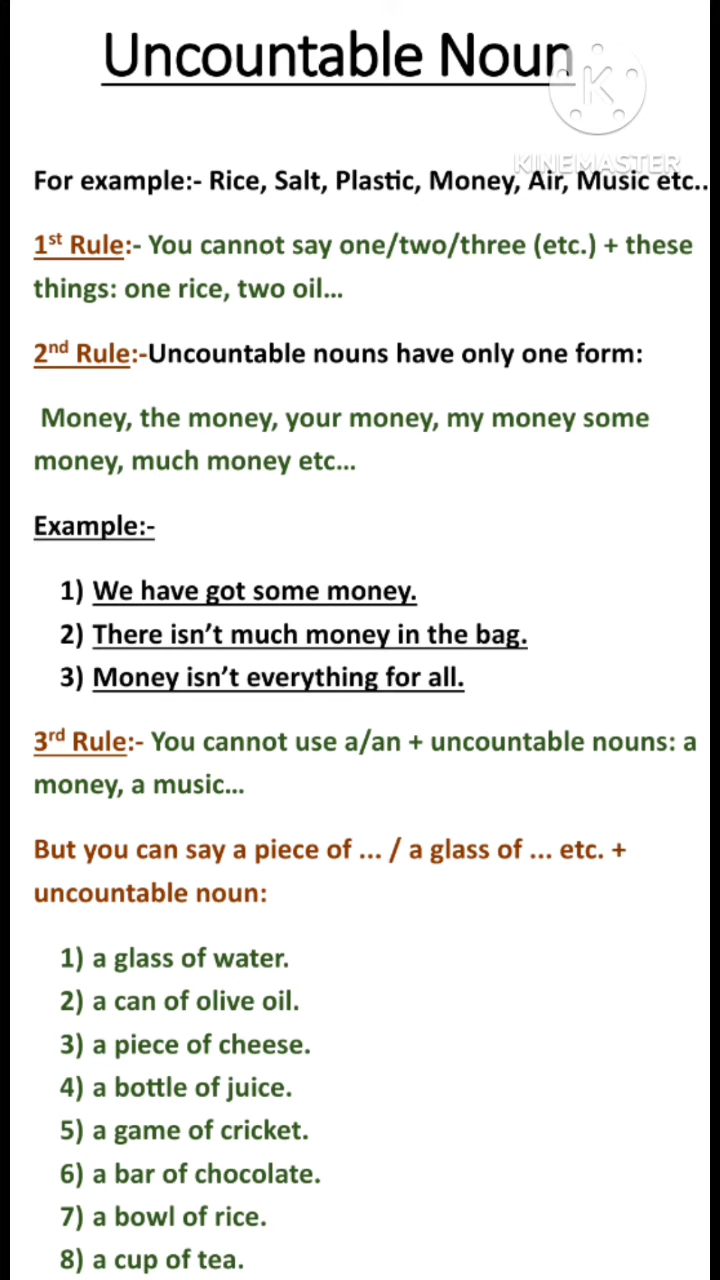 Uncountable Noun
KINEMASTER
For example:- Rice, Salt, Plastic, Money, Air, Music etc..
1st Rule:- You cannot say one/two/three (etc.) + these
things: one rice, two oil...
2nd Rule:-Uncountable nouns have only one form:
Money, the money, your money, my money some
money, much money etc...
Example:-
1) We have got some money.
2) There isn't much money in the bag.
3) Money isn't everything for all.
3rd Rule:- You cannot use a/an + uncountable nouns: a
money, a music...
But you can say a piece of ... / a glass of ... etc. +
uncountable noun:
1) a glass of water.
2) a can of olive oil.
3) a piece of cheese.
4) a bottle of juice.
5) a game of cricket.
6) a bar of chocolate.
7) a bowl of rice.
8) a cup of tea.